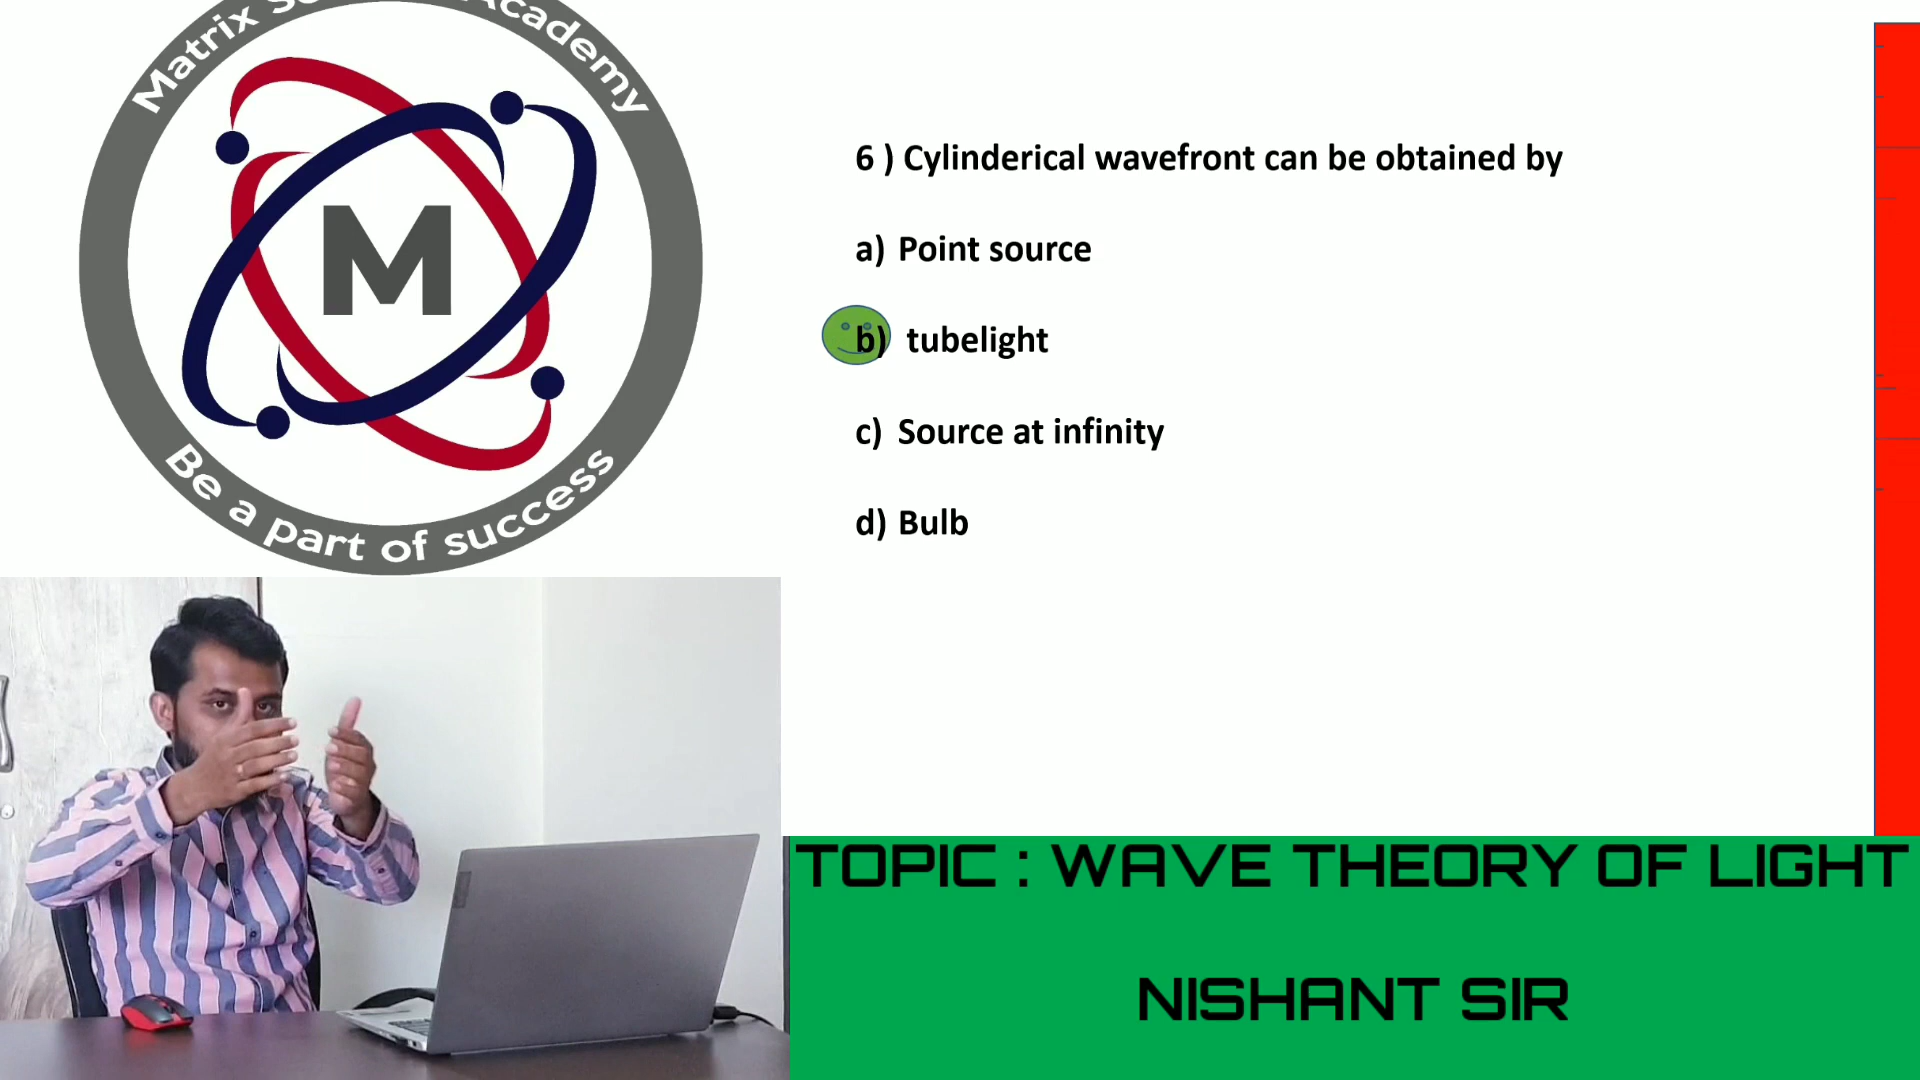 Matrix
Academy
M
Be a part of success
6 ) Cylinderical wavefront can be obtained by
a) Point source
b) tubelight
c) Source at infinity
d) Bulb
TOPIC : WAVE THEORY OF LIGHT
NISHANT SIR